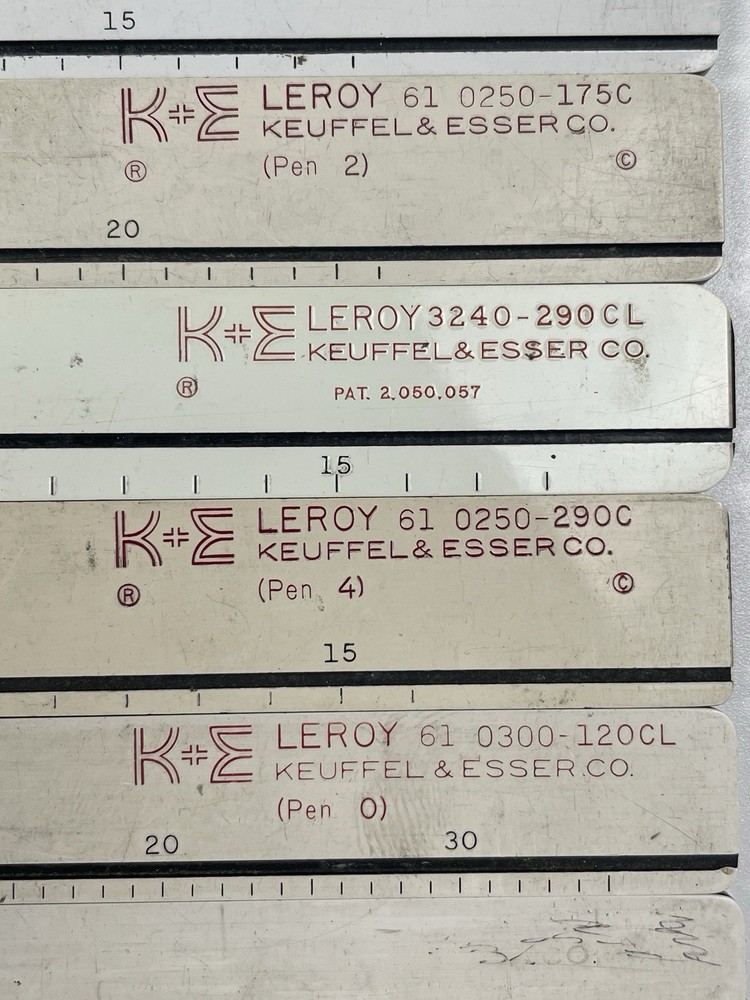 15
K+E LEROY 61 0250-175C
KEUFFEL & ESSER CO.
® (Pen 2) ©
20
K+E LEROY 3240-290CL
KEUFFEL & ESSER CO.
® PAT. 2,050,057
15
K+E LEROY 61 0250-290C
KEUFFEL & ESSER CO.
® (Pen 4) ©
15
K+E LEROY 61 0300-120CL
KEUFFEL & ESSER CO.
(Pen 0)
20 30